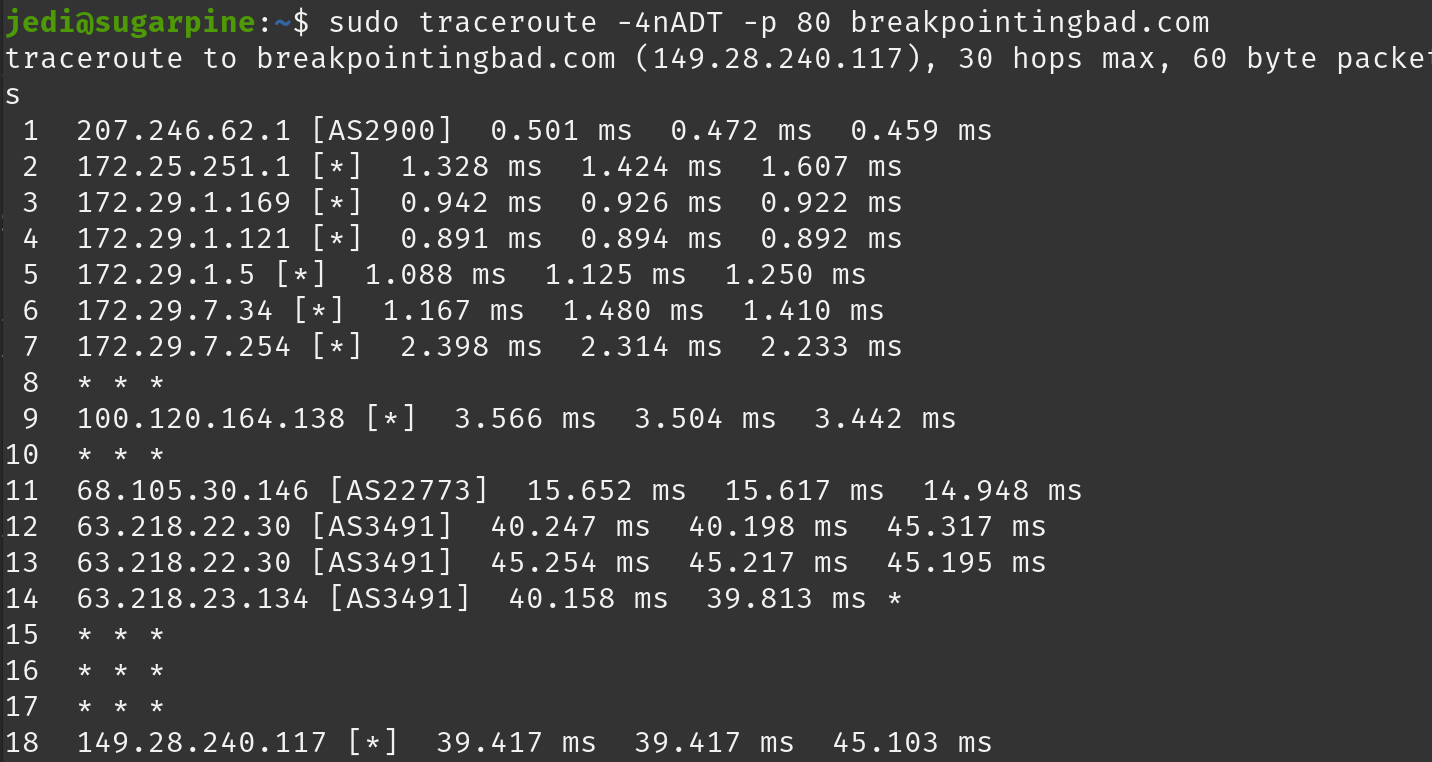 jedi@sugarpine:~$ sudo traceroute -4nADT -p 80 breakpointingbad.com
traceroute to breakpointingbad.com (149.28.240.117), 30 hops max, 60 byte packet
s
 1  207.246.62.1 [AS2900]  0.501 ms  0.472 ms  0.459 ms
 2  172.25.251.1 [*]  1.328 ms  1.424 ms  1.607 ms
 3  172.29.1.169 [*]  0.942 ms  0.926 ms  0.922 ms
 4  172.29.1.121 [*]  0.891 ms  0.894 ms  0.892 ms
 5  172.29.1.5 [*]  1.088 ms  1.125 ms  1.250 ms
 6  172.29.7.34 [*]  1.167 ms  1.480 ms  1.410 ms
 7  172.29.7.254 [*]  2.398 ms  2.314 ms  2.233 ms
 8  * * *
 9  100.120.164.138 [*]  3.566 ms  3.504 ms  3.442 ms
10  * * *
11  68.105.30.146 [AS22773]  15.652 ms  15.617 ms  14.948 ms
12  63.218.22.30 [AS3491]  40.247 ms  40.198 ms  45.317 ms
13  63.218.22.30 [AS3491]  45.254 ms  45.217 ms  45.195 ms
14  63.218.23.134 [AS3491]  40.158 ms  39.813 ms *
15  * * *
16  * * *
17  * * *
18  149.28.240.117 [*]  39.417 ms  39.417 ms  45.103 ms